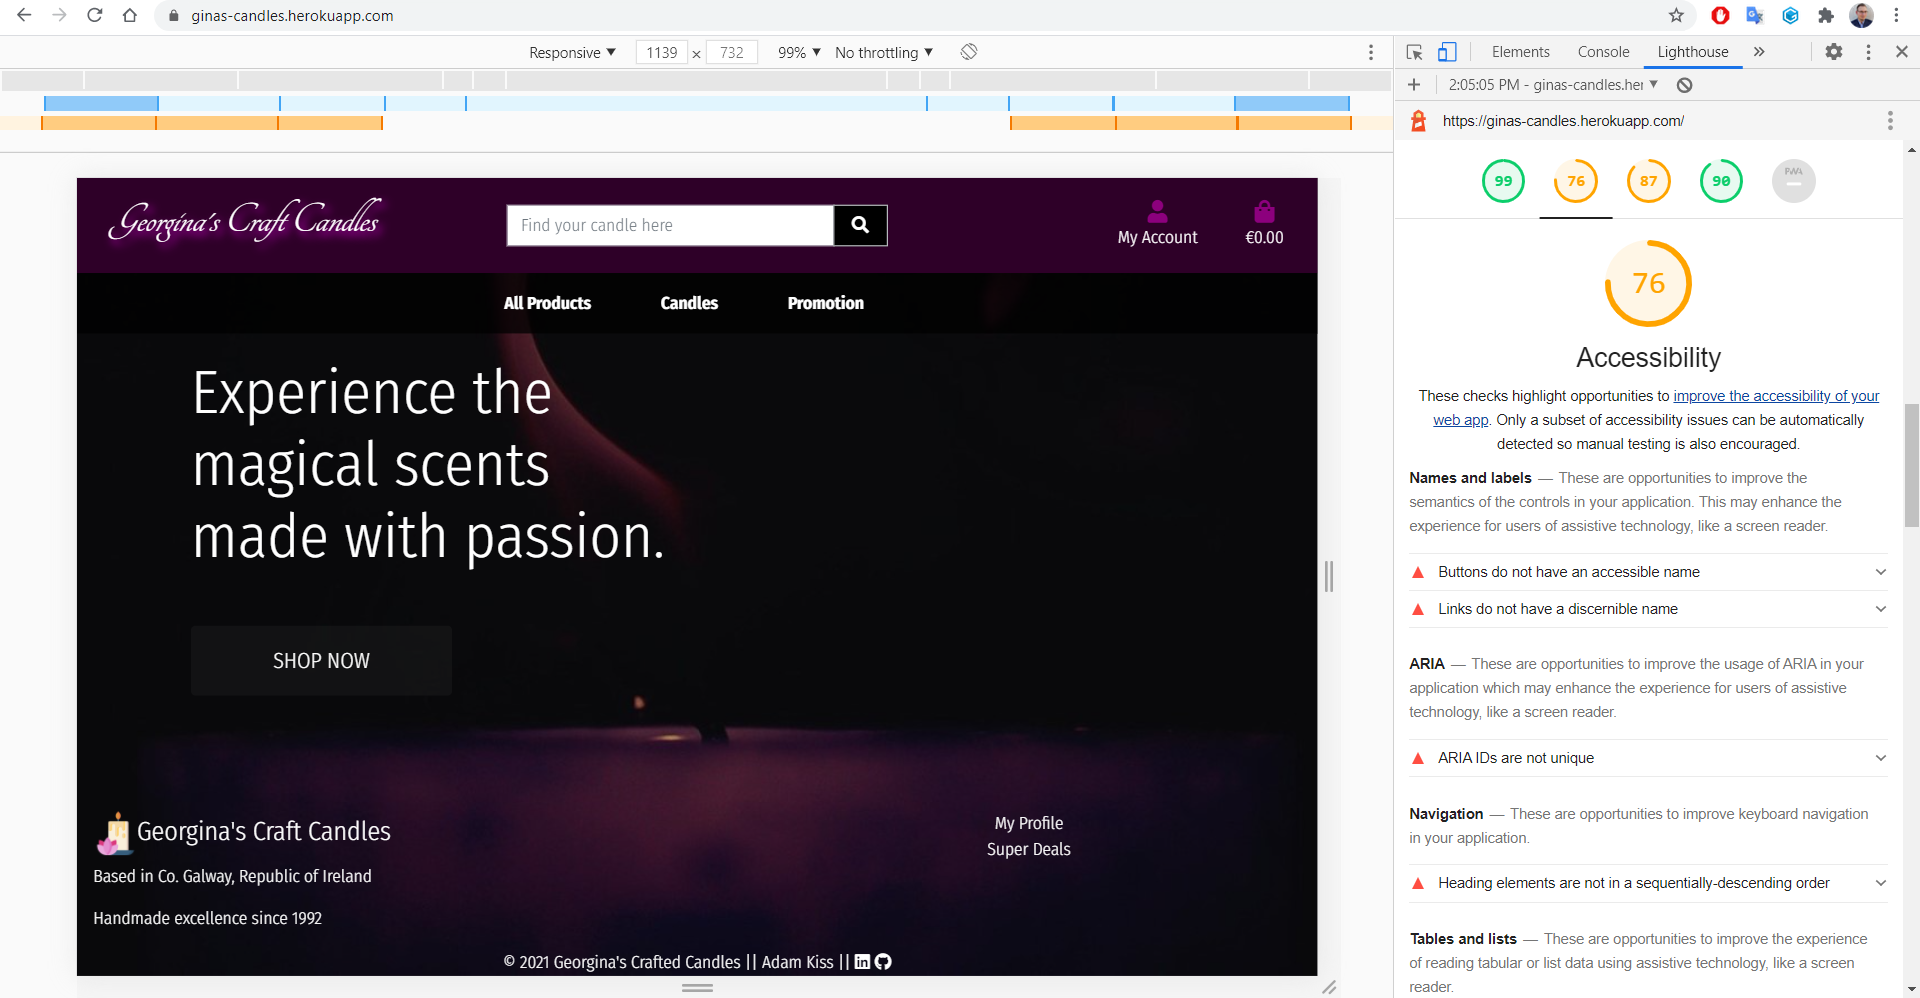 ginas-candles.herokuapp.com
Responsive ▼ 1139 × 732 99% ▼ No throttling ▼
Elements Console Lighthouse »
+ 2:05:05 PM - ginas-candles.her ▼
https://ginas-candles.herokuapp.com/
99 76 87 90 PWA
Georgina's Craft Candles
Find your candle here
My Account
€0.00
All Products Candles Promotion
Experience the
magical scents
made with passion.
SHOP NOW
Georgina's Craft Candles
Based in Co. Galway, Republic of Ireland
Handmade excellence since 1992
My Profile
Super Deals
© 2021 Georgina's Crafted Candles || Adam Kiss ||
76
Accessibility
These checks highlight opportunities to improve the accessibility of your
web app. Only a subset of accessibility issues can be automatically
detected so manual testing is also encouraged.
Names and labels — These are opportunities to improve the
semantics of the controls in your application. This may enhance the
experience for users of assistive technology, like a screen reader.
Buttons do not have an accessible name
Links do not have a discernible name
ARIA — These are opportunities to improve the usage of ARIA in your
application which may enhance the experience for users of assistive
technology, like a screen reader.
ARIA IDs are not unique
Navigation — These are opportunities to improve keyboard navigation
in your application.
Heading elements are not in a sequentially-descending order
Tables and lists — These are opportunities to improve the experience
of reading tabular or list data using assistive technology, like a screen
reader.